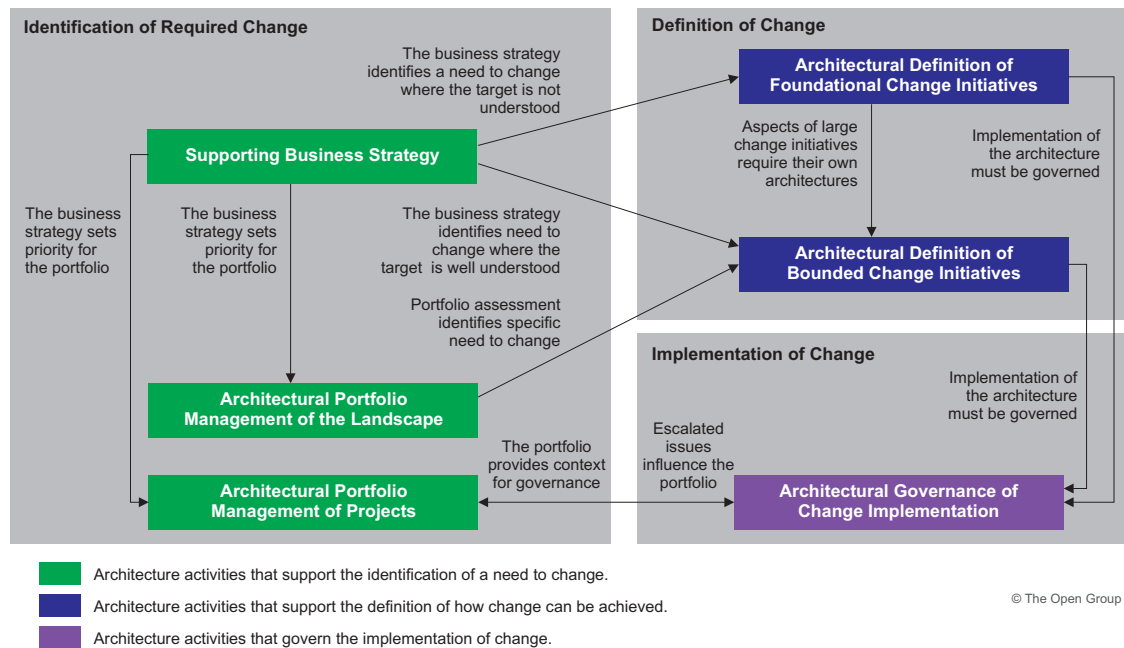 Identification of Required Change
The business strategy
identifies a need to change
where the target is not
understood
Supporting Business Strategy
The business
strategy sets
priority for
the portfolio
The business
strategy sets
priority for
the portfolio
The business strategy
identifies need to
change where the
target is well understood
Portfolio assessment
identifies specific
need to change
Architectural Portfolio
Management of the Landscape
Architectural Portfolio
Management of Projects
The portfolio
provides context
for governance
Definition of Change
Architectural Definition of
Foundational Change Initiatives
Aspects of large
change initiatives
require their own
architectures
Implementation of
the architecture
must be governed
Architectural Definition of
Bounded Change Initiatives
Implementation of Change
Implementation of
the architecture
must be governed
Escalated
issues
influence the
portfolio
Architectural Governance of
Change Implementation
Architecture activities that support the identification of a need to change.
Architecture activities that support the definition of how change can be achieved.
Architecture activities that govern the implementation of change.
© The Open Group